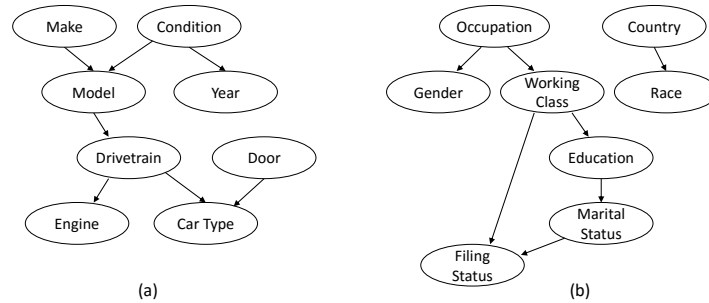 Make
Condition
Occupation
Country
Model
Year
Gender
Working
Class
Race
Drivetrain
Door
Education
Engine
Car Type
Marital
Status
Filing
Status
(a)
(b)